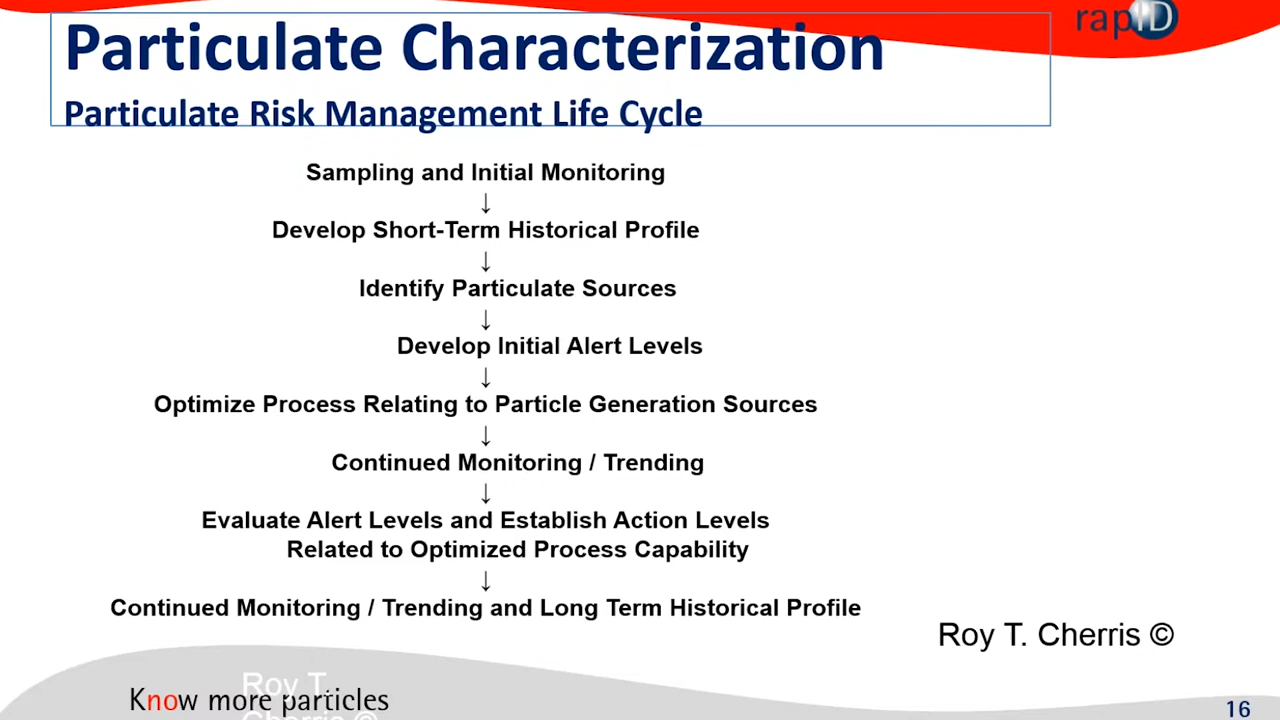 rapID
Particulate Characterization
Particulate Risk Management Life Cycle
Sampling and Initial Monitoring
↓
Develop Short-Term Historical Profile
↓
Identify Particulate Sources
↓
Develop Initial Alert Levels
↓
Optimize Process Relating to Particle Generation Sources
↓
Continued Monitoring / Trending
↓
Evaluate Alert Levels and Establish Action Levels
Related to Optimized Process Capability
↓
Continued Monitoring / Trending and Long Term Historical Profile
Roy T. Cherris ©
Roy T.
Cherris ©
Know more particles
16